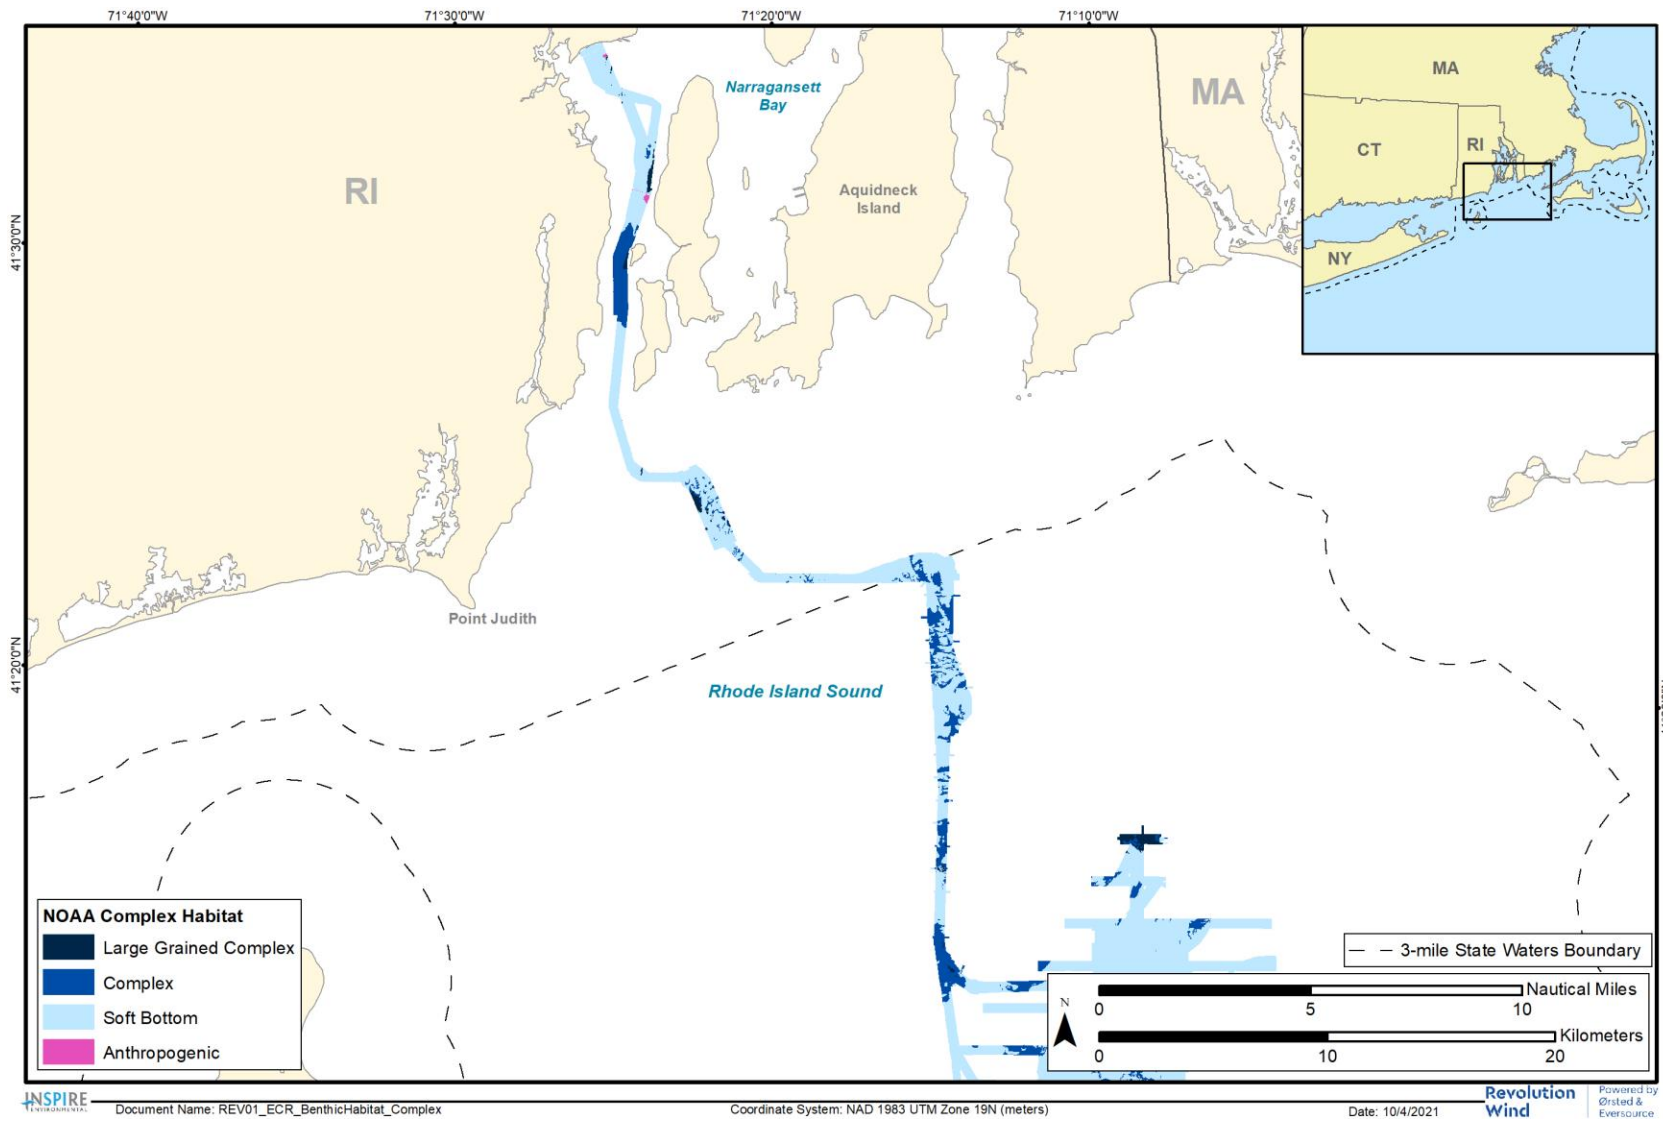 71°40'0"W
71°30'0"W
71°20'0"W
71°10'0"W
Narragansett
Bay
MA
RI
Aquidneck
Island
MA
CT
RI
NY
41°30'0"N
41°20'0"N
Point Judith
Rhode Island Sound
NOAA Complex Habitat
Large Grained Complex
Complex
Soft Bottom
Anthropogenic
3-mile State Waters Boundary
N
Nautical Miles
0 5 10
Kilometers
0 10 20
INSPIRE
ENVIRONMENTAL
Document Name: REV01_ECR_BenthicHabitat_Complex
Coordinate System: NAD 1983 UTM Zone 19N (meters)
Date: 10/4/2021
Revolution
Wind
Powered by
Ørsted &
Eversource